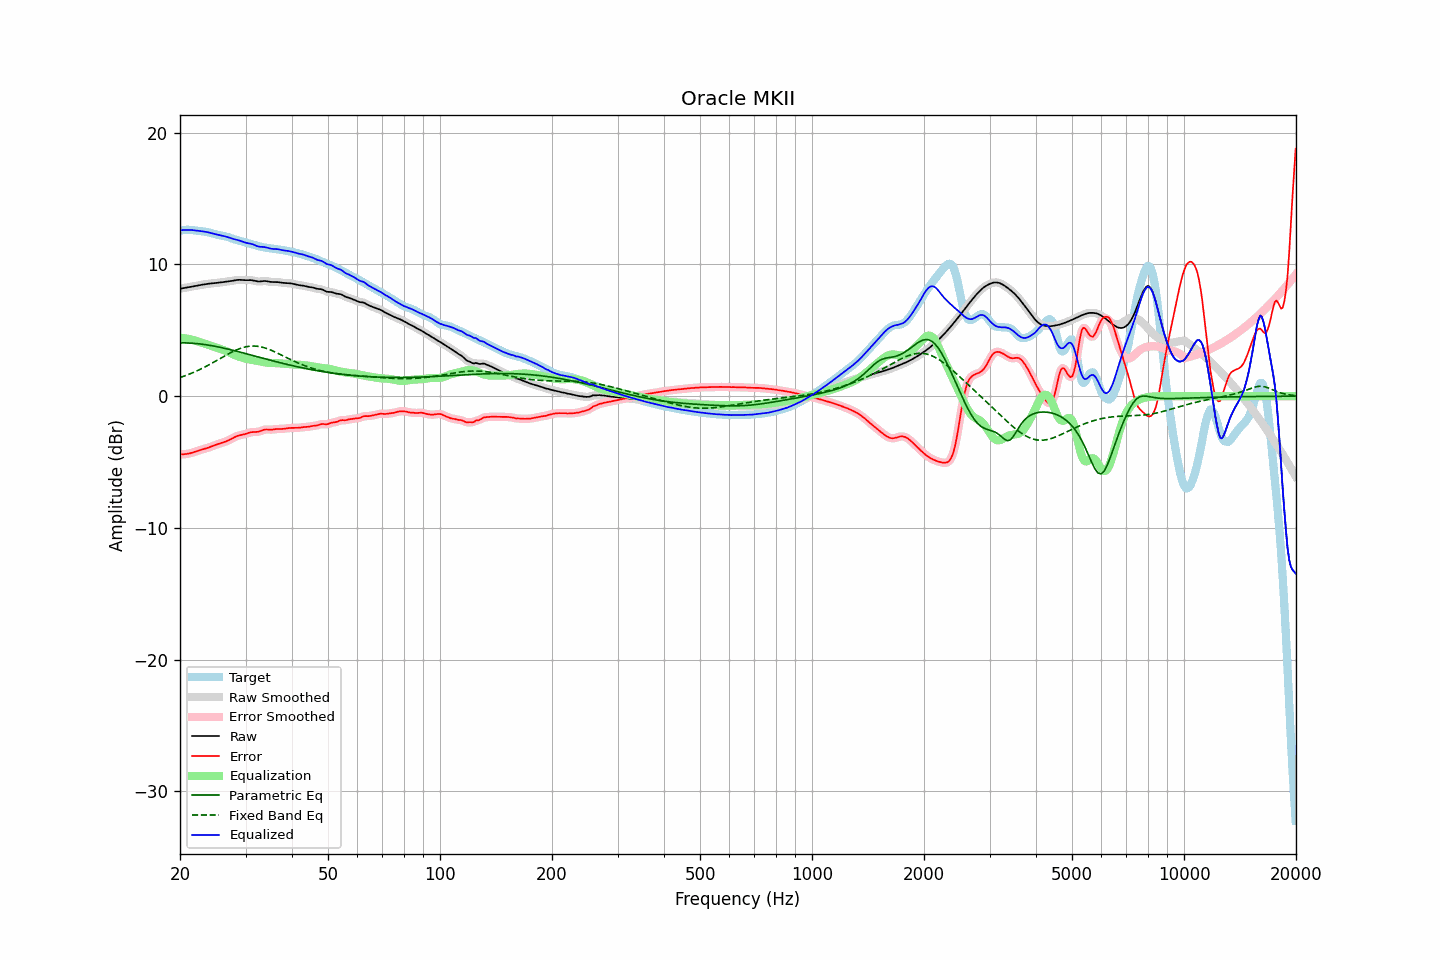 Oracle MKII
20
10
0
−10
−20
−30
Amplitude (dBr)
Target
Raw Smoothed
Error Smoothed
Raw
Error
Equalization
Parametric Eq
Fixed Band Eq
Equalized
20 50 100 200 500 1000 2000 5000 10000 20000
Frequency (Hz)